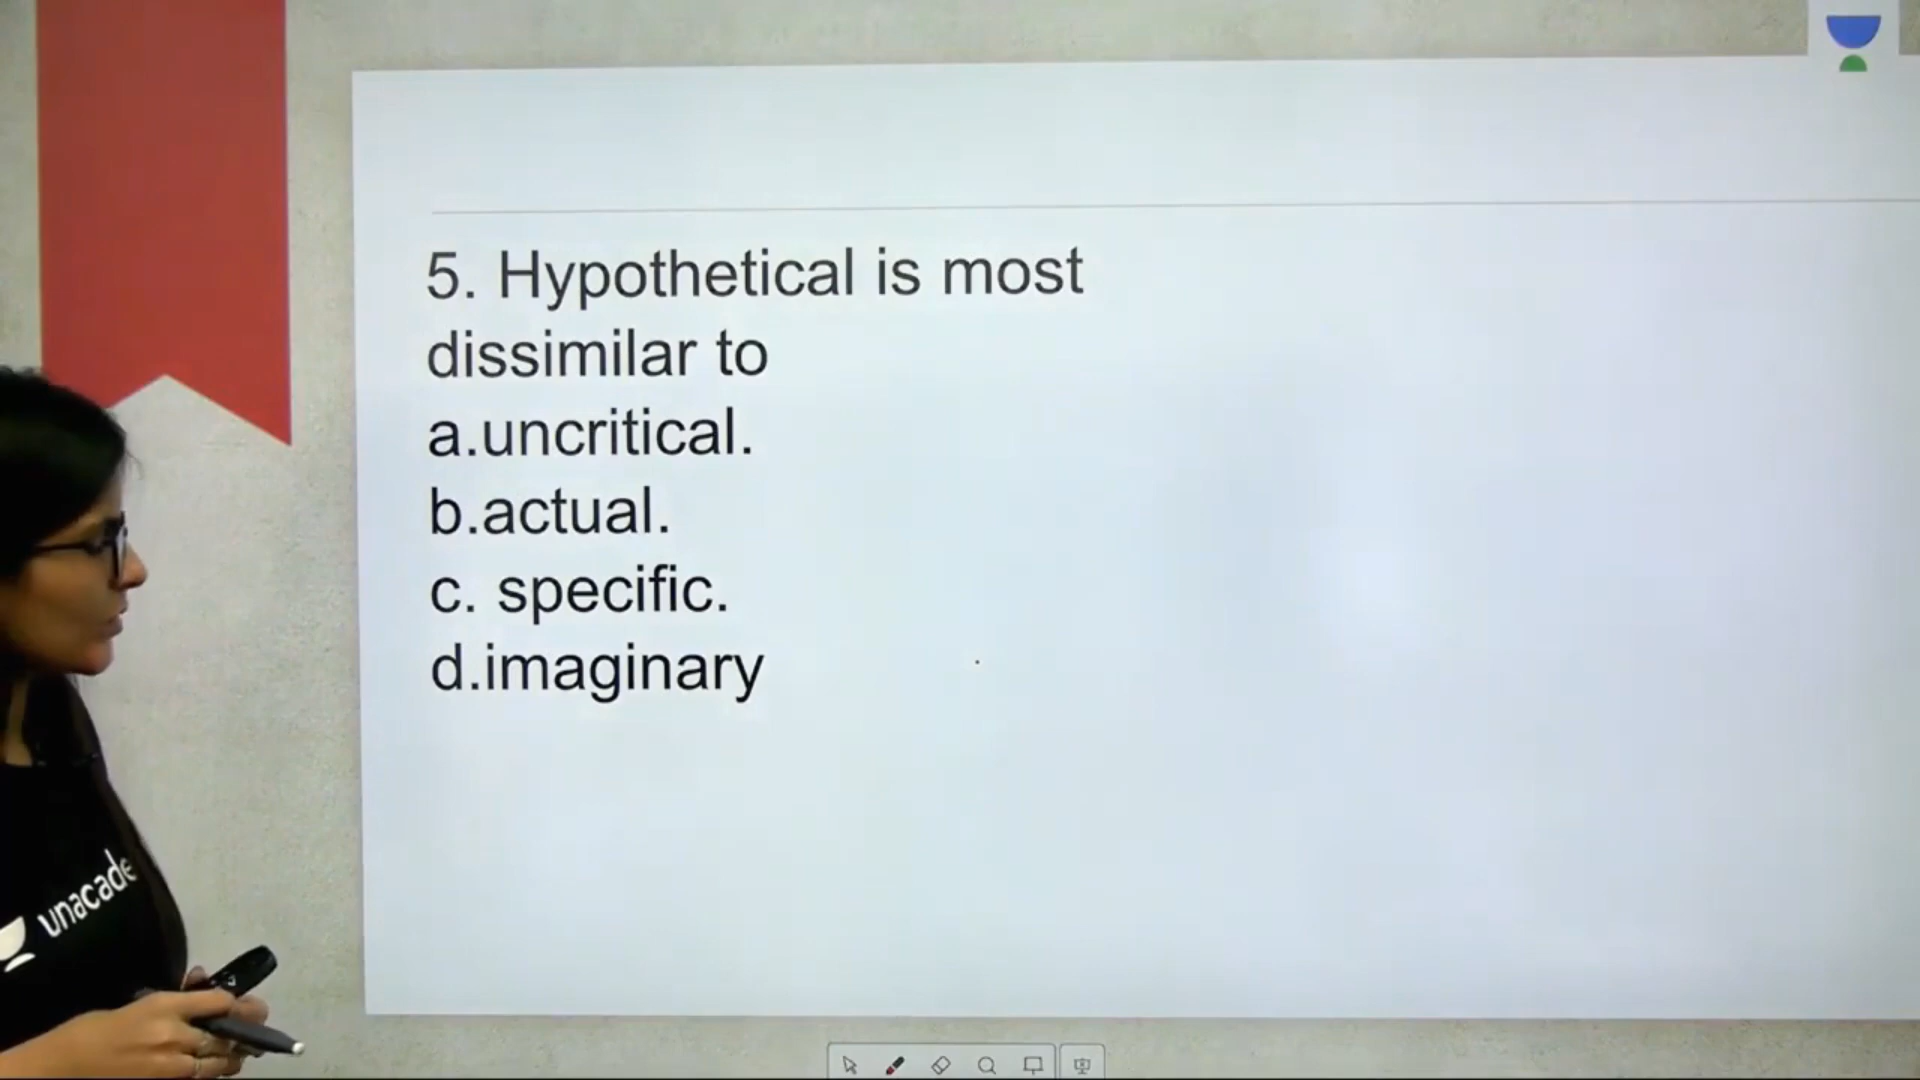 5. Hypothetical is most
dissimilar to
a.uncritical.
b.actual.
c. specific.
d.imaginary
unacade